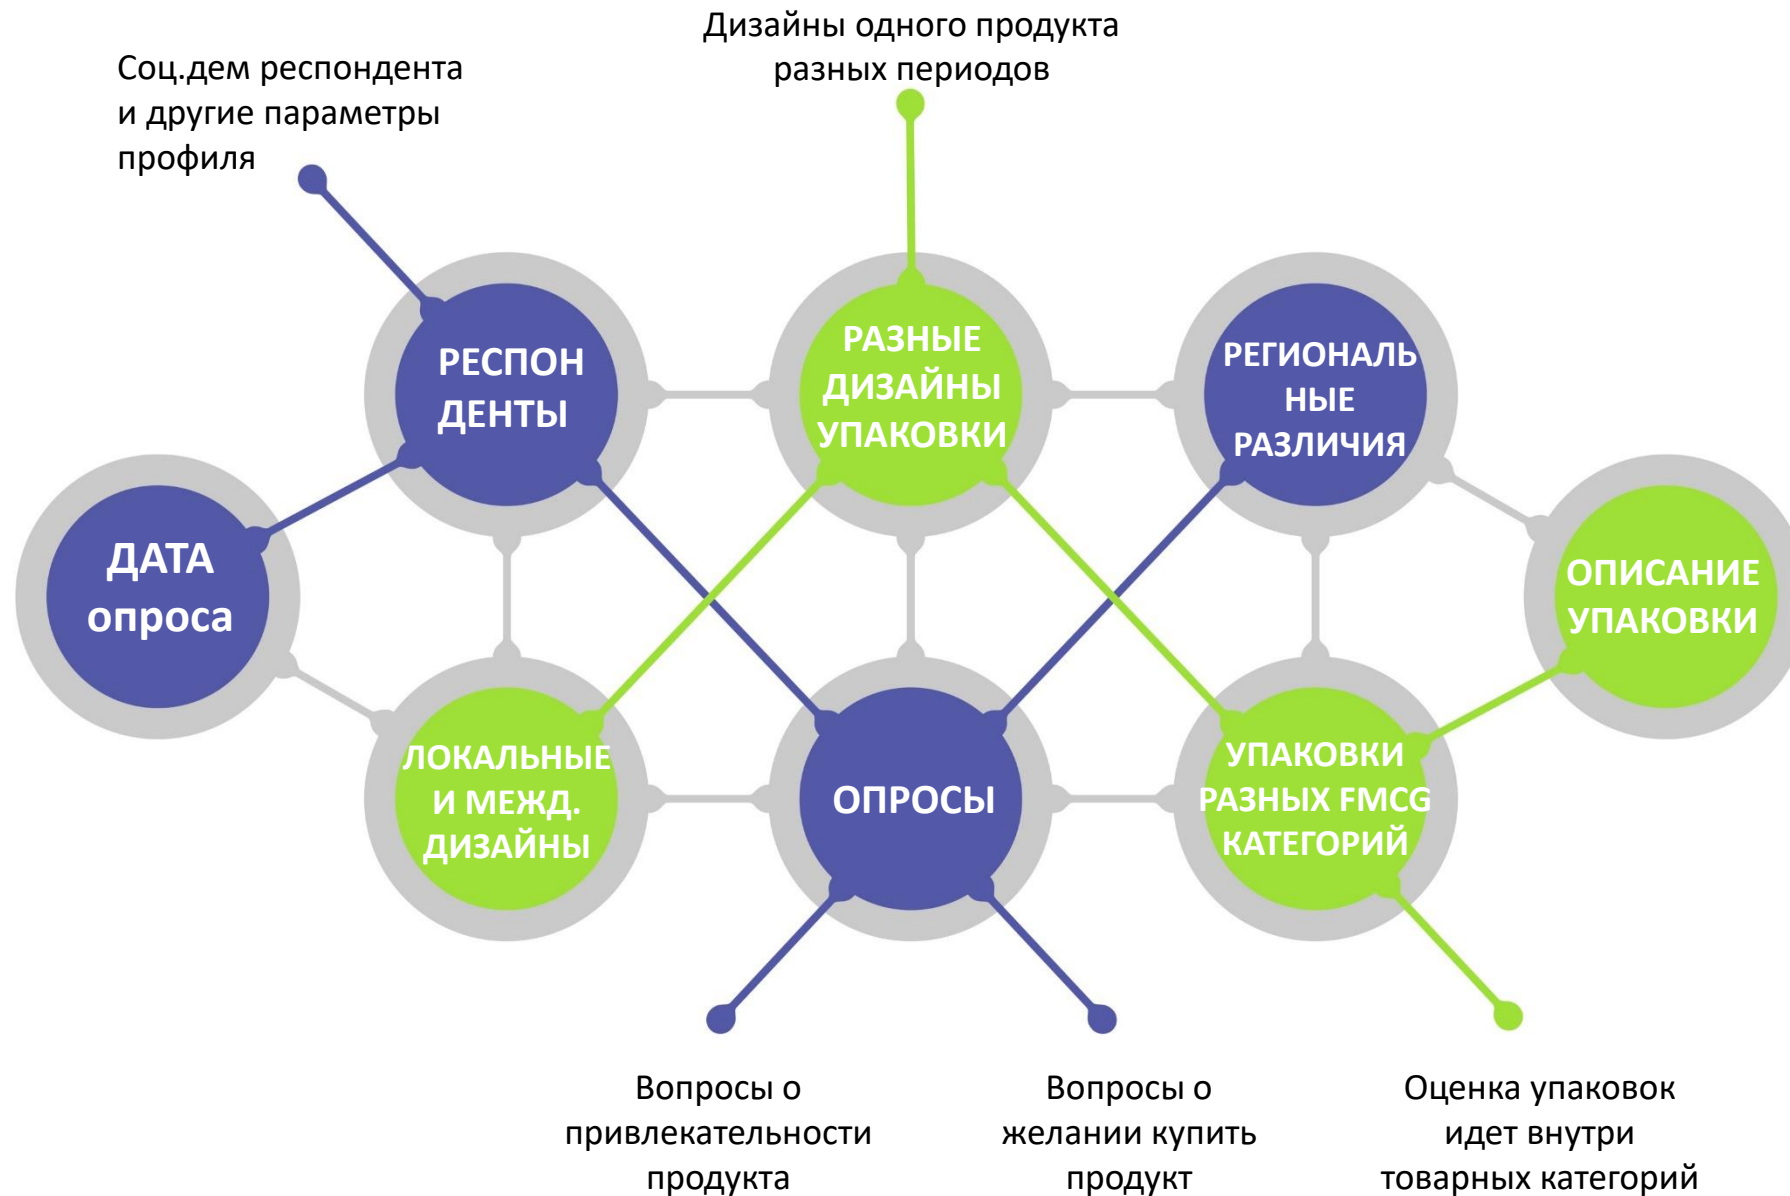 Дизайны одного продукта
разных периодов
Соц.дем респондента
и другие параметры
профиля
РЕСПОН
ДЕНТЫ
РАЗНЫЕ
ДИЗАЙНЫ
УПАКОВКИ
РЕГИОНАЛЬ
НЫЕ
РАЗЛИЧИЯ
ДАТА
опроса
ОПИСАНИЕ
УПАКОВКИ
ЛОКАЛЬНЫЕ
И МЕЖД.
ДИЗАЙНЫ
ОПРОСЫ
УПАКОВКИ
РАЗНЫХ FMCG
КАТЕГОРИЙ
Вопросы о
привлекательности
продукта
Вопросы о
желании купить
продукт
Оценка упаковок
идет внутри
товарных категорий